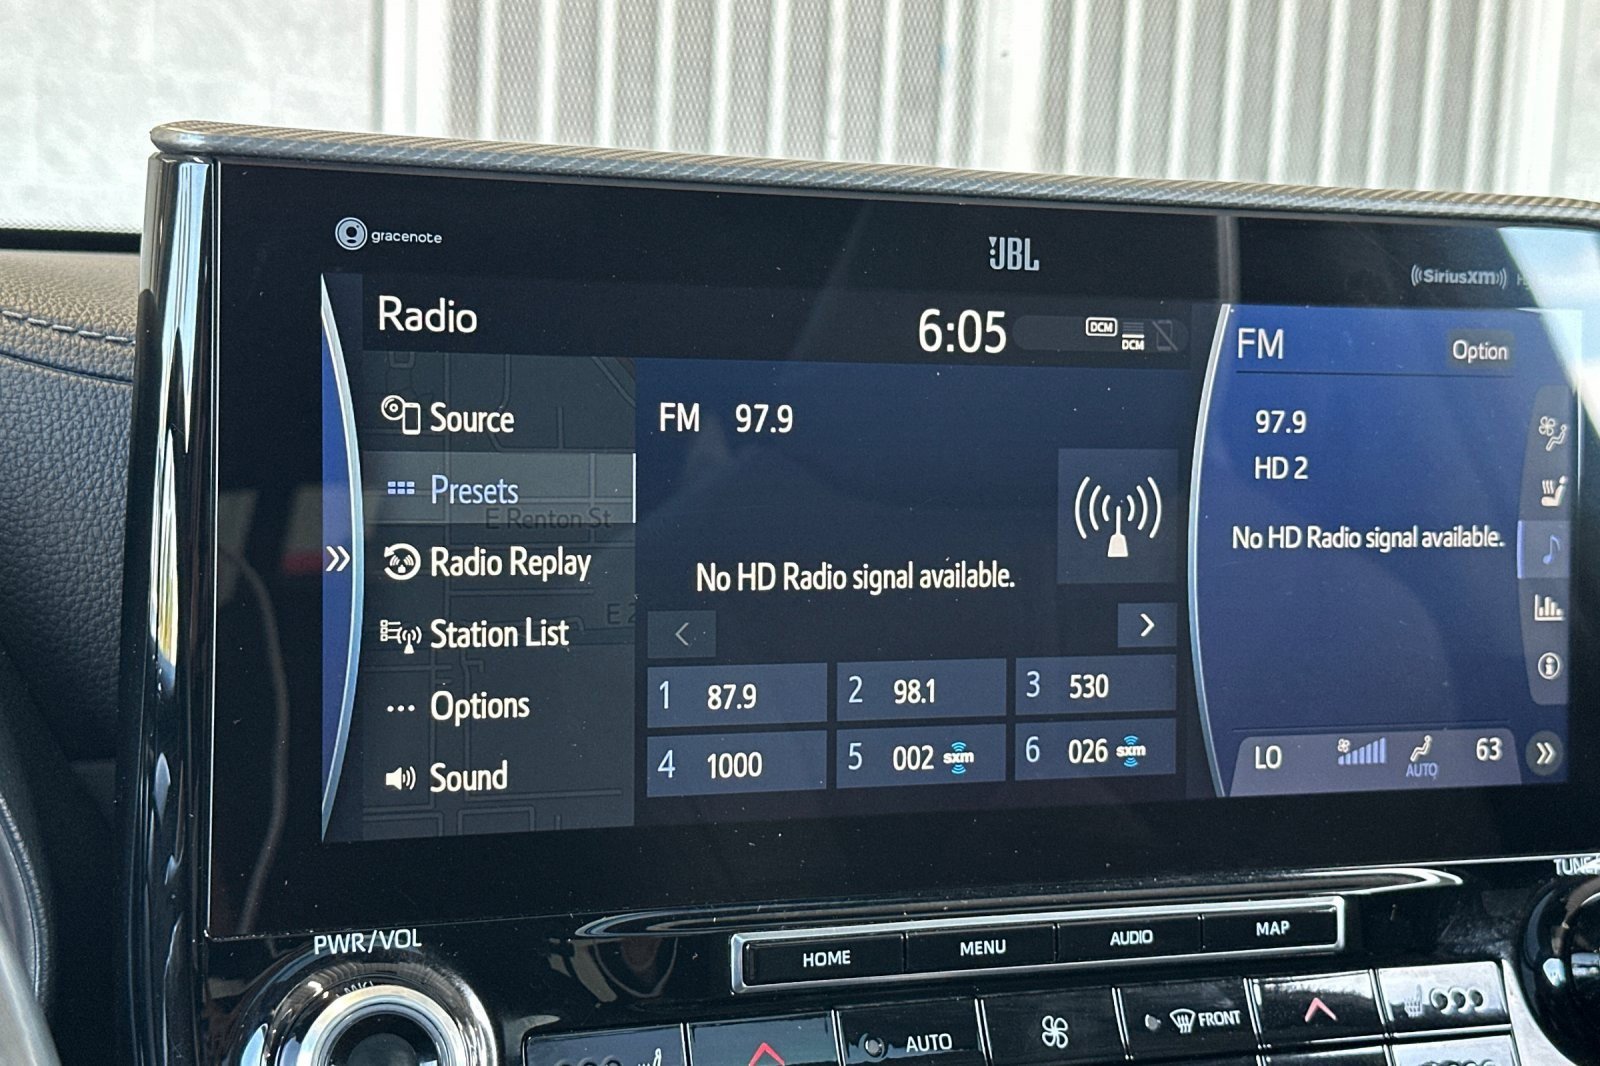 gracenote
JBL
SiriusXM
Radio
6:05
DCM
DCM
FM
Option
Source
Presets
E Renton St
Radio Replay
E 2
Station List
Options
Sound
FM 97.9
No HD Radio signal available.
1 87.9
2 98.1
3 530
4 1000
5 002 sxm
6 026 sxm
97.9
HD 2
No HD Radio signal available.
LO
AUTO
63
PWR/VOL
HOME
MENU
AUDIO
MAP
AUTO
FRONT